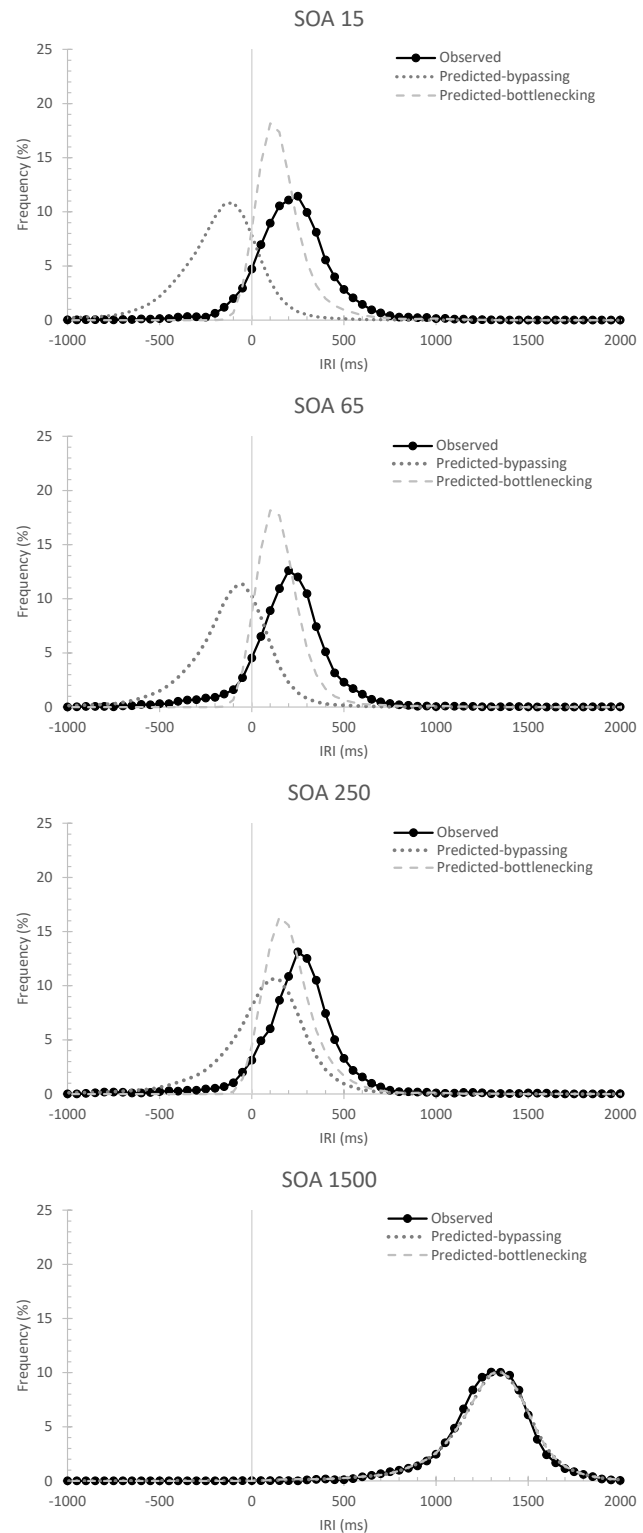 SOA 15
25
20
15
10
5
0
Frequency (%)
Observed
Predicted-bypassing
Predicted-bottlenecking
-1000 -500 0 500 1000 1500 2000
IRI (ms)
SOA 65
25
20
15
10
5
0
Frequency (%)
Observed
Predicted-bypassing
Predicted-bottlenecking
-1000 -500 0 500 1000 1500 2000
IRI (ms)
SOA 250
25
20
15
10
5
0
Frequency (%)
Observed
Predicted-bypassing
Predicted-bottlenecking
-1000 -500 0 500 1000 1500 2000
IRI (ms)
SOA 1500
25
20
15
10
5
0
Frequency (%)
Observed
Predicted-bypassing
Predicted-bottlenecking
-1000 -500 0 500 1000 1500 2000
IRI (ms)